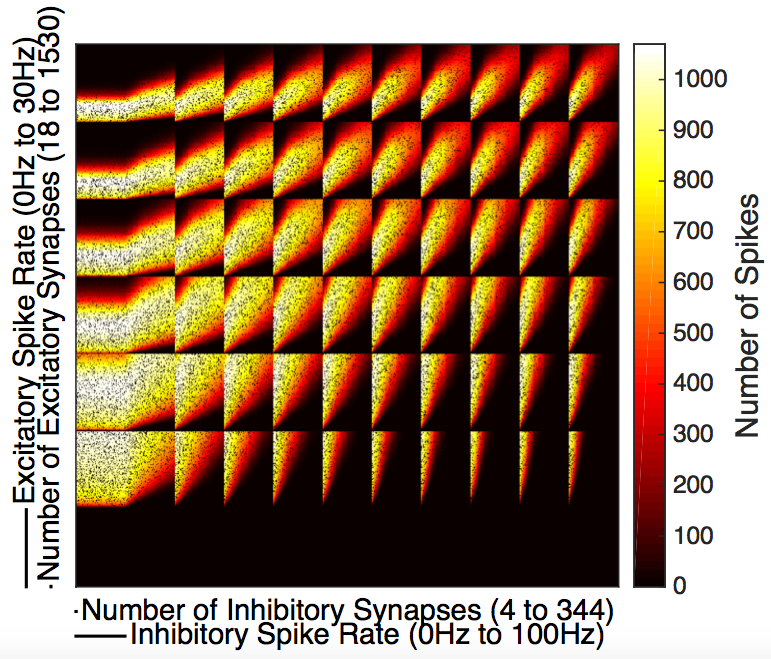 Excitatory Spike Rate (0Hz to 30Hz)
·Number of Excitatory Synapses (18 to 1530)
1000
900
800
700
600
500
400
300
200
100
0
Number of Spikes
·Number of Inhibitory Synapses (4 to 344)
Inhibitory Spike Rate (0Hz to 100Hz)